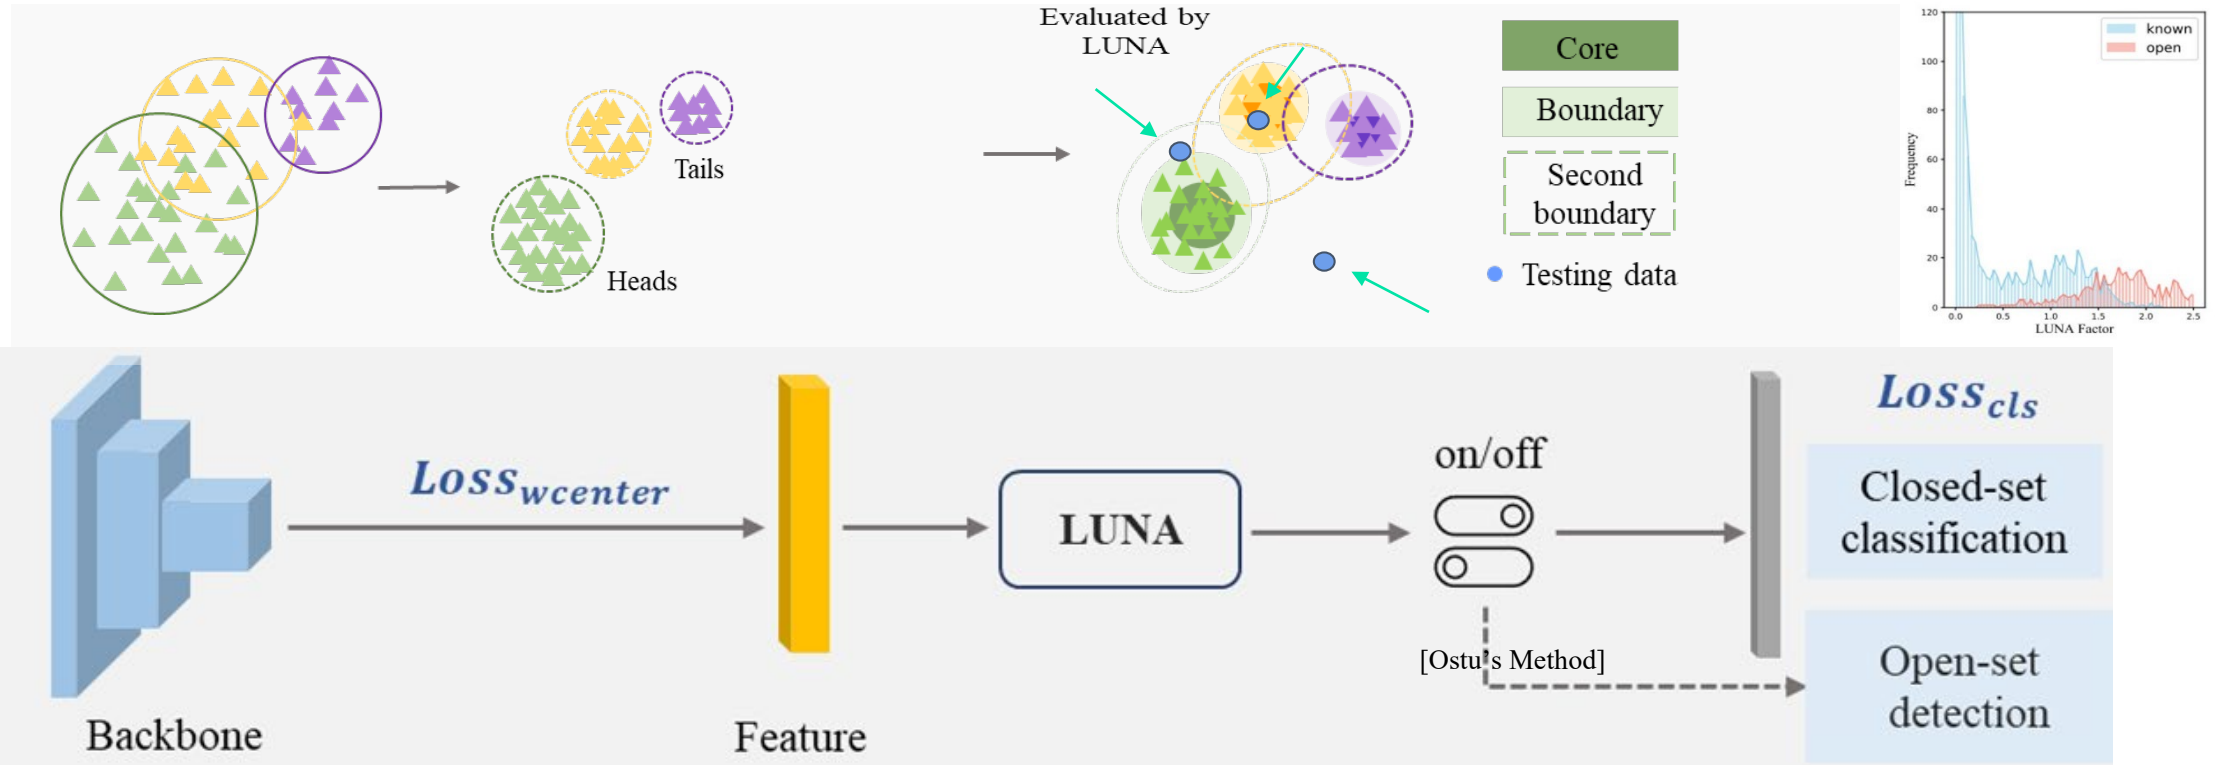 Evaluated by
LUNA
Heads
Tails
Core
Boundary
Second
boundary
Testing data
120
100
80
60
40
20
0
Frequency
known
open
0.0 0.5 1.0 1.5 2.0 2.5
LUNA Factor
Backbone
Loss_wcenter
Feature
LUNA
on/off
[Ostu's Method]
Loss_cls
Closed-set
classification
Open-set
detection